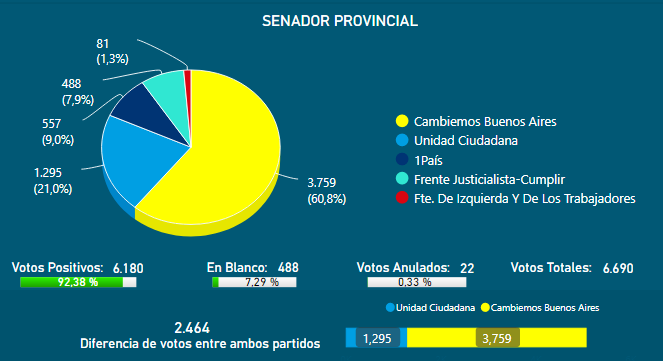 SENADOR PROVINCIAL
81
(1,3%)
488
(7,9%)
557
(9,0%)
1.295
(21,0%)
3.759
(60,8%)
Cambiemos Buenos Aires
Unidad Ciudadana
1País
Frente Justicialista-Cumplir
Fte. De Izquierda Y De Los Trabajadores
Votos Positivos: 6.180
92,38 %
En Blanco: 488
7,29 %
Votos Anulados: 22
0,33 %
Votos Totales: 6.690
Unidad Ciudadana Cambiemos Buenos Aires
2.464
Diferencia de votos entre ambos partidos
1,295 3,759